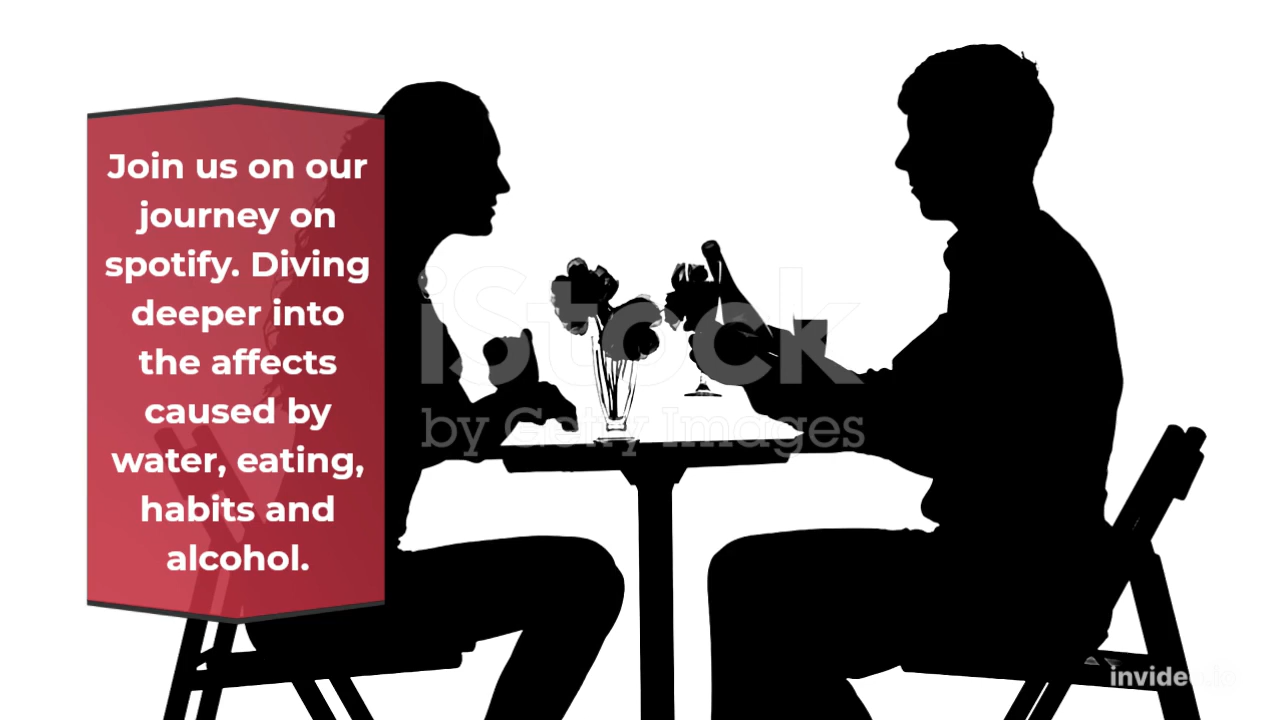 Join us on our
journey on
spotify. Diving
deeper into
the affects
caused by
water, eating,
habits and
alcohol.
iStock
by Getty Images
invideo.io